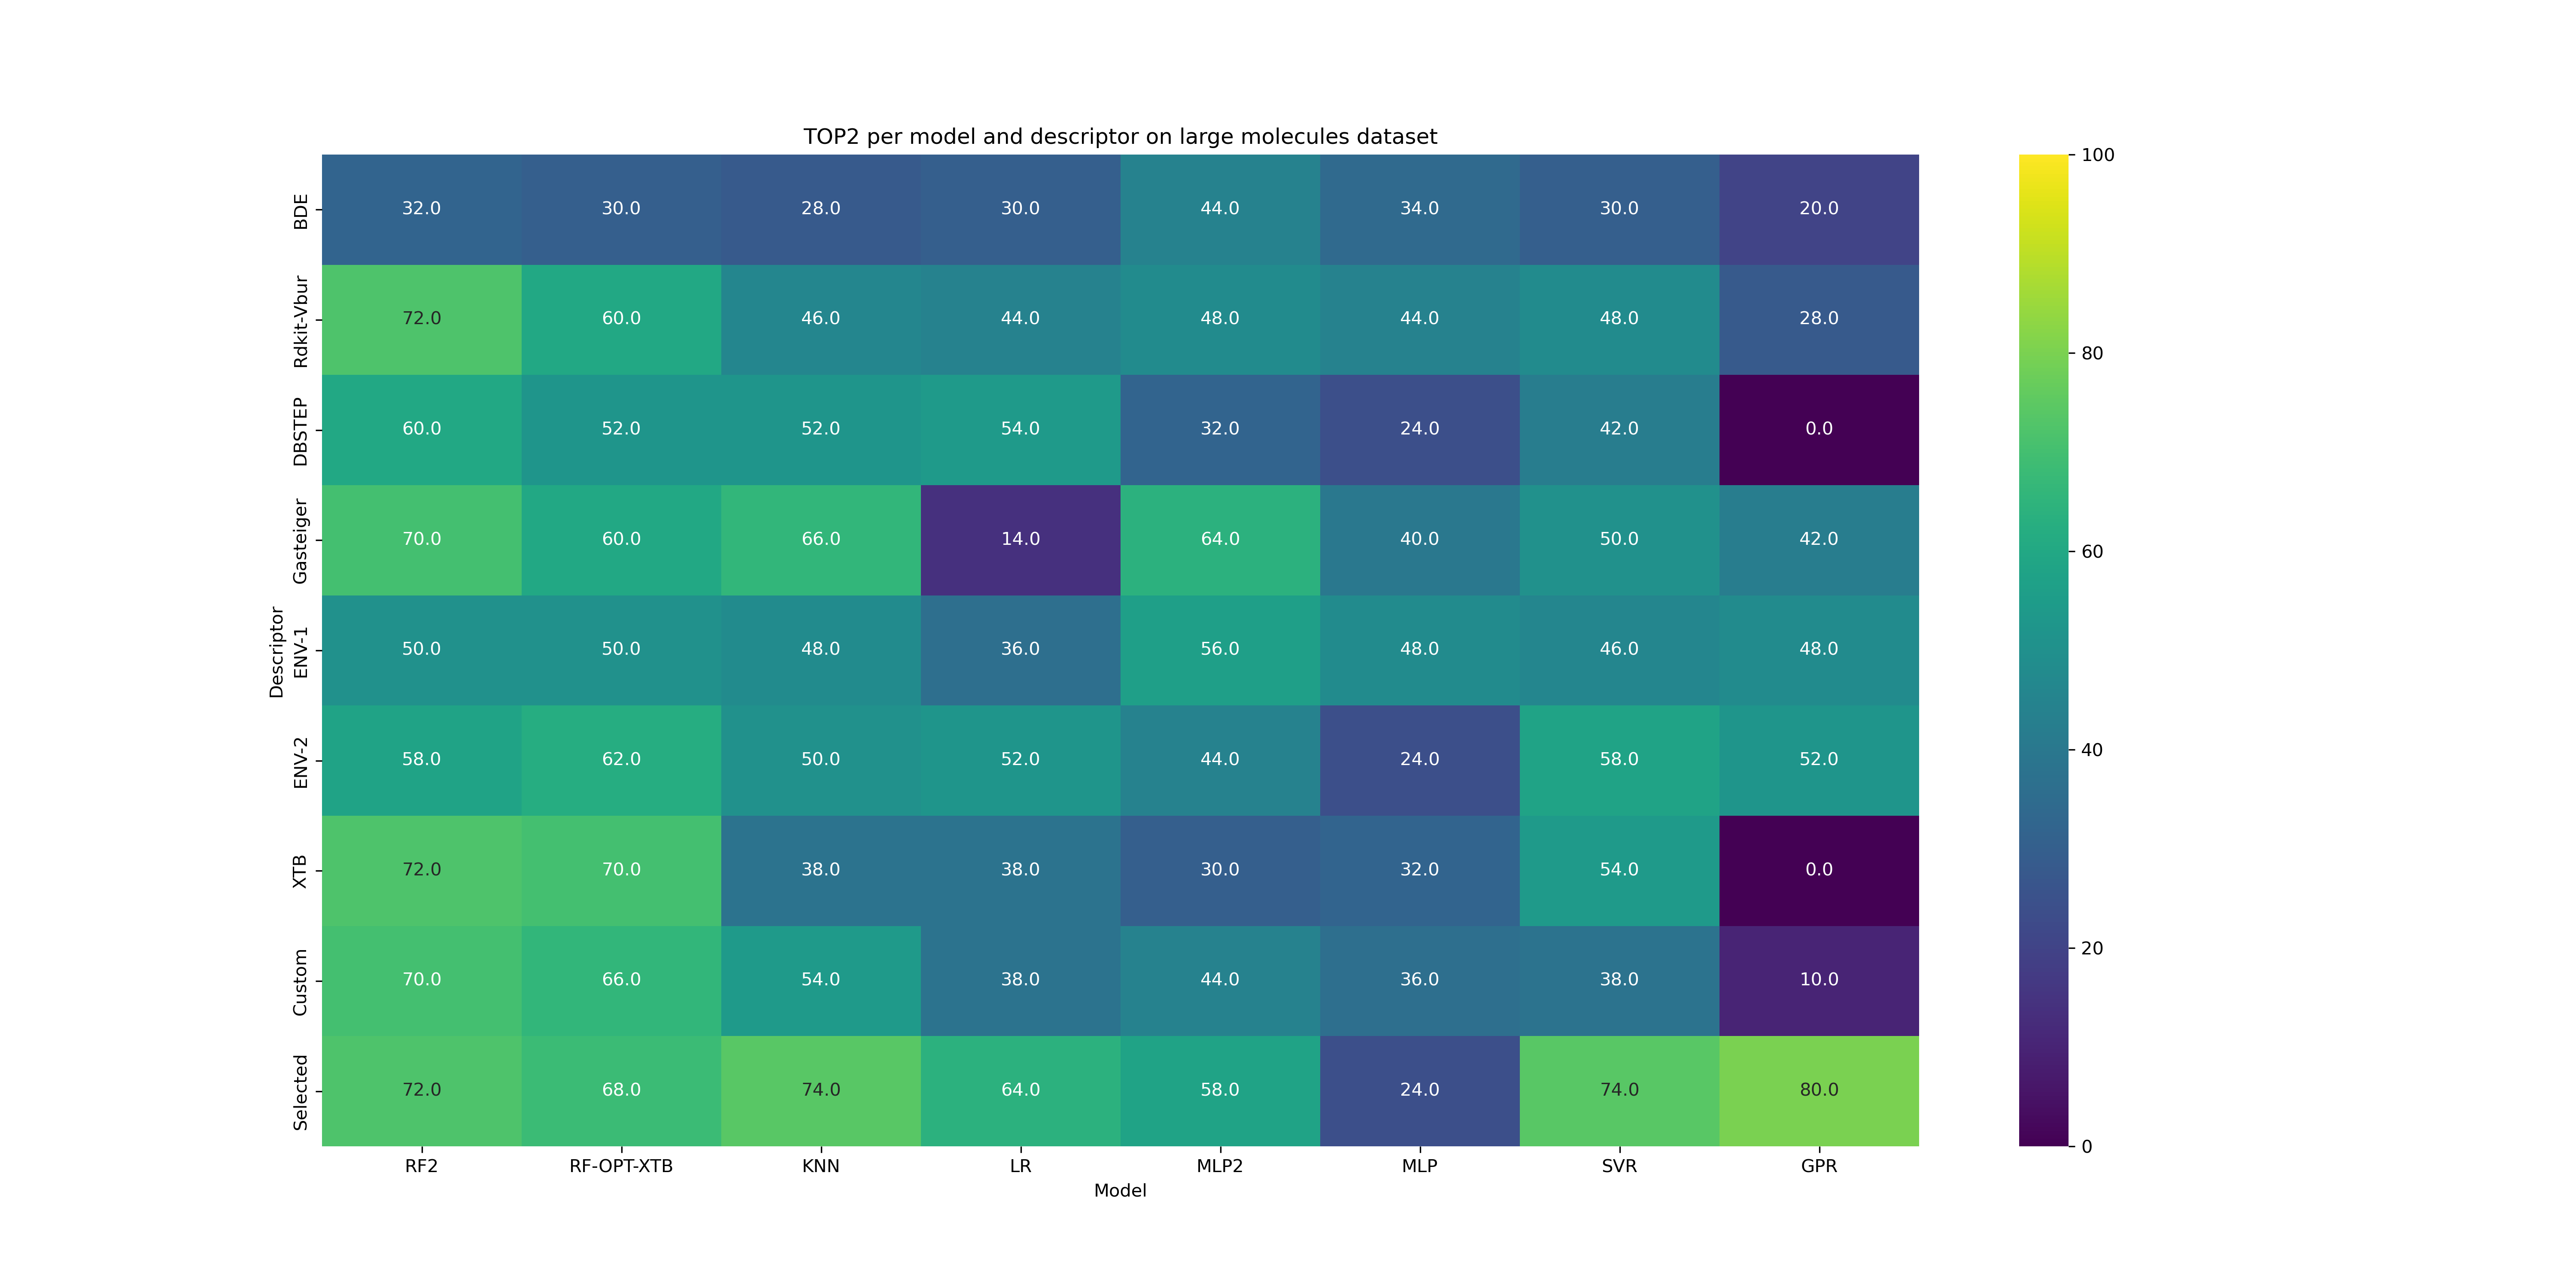 TOP2 per model and descriptor on large molecules dataset
BDE 32.0 30.0 28.0 30.0 44.0 34.0 30.0 20.0
Rdkit-Vbur 72.0 60.0 46.0 44.0 48.0 44.0 48.0 28.0
DBSTEP 60.0 52.0 52.0 54.0 32.0 24.0 42.0 0.0
Gasteiger 70.0 60.0 66.0 14.0 64.0 40.0 50.0 42.0
ENV-1 50.0 50.0 48.0 36.0 56.0 48.0 46.0 48.0
ENV-2 58.0 62.0 50.0 52.0 44.0 24.0 58.0 52.0
XTB 72.0 70.0 38.0 38.0 30.0 32.0 54.0 0.0
Custom 70.0 66.0 54.0 38.0 44.0 36.0 38.0 10.0
Selected 72.0 68.0 74.0 64.0 58.0 24.0 74.0 80.0
RF2 RF-OPT-XTB KNN LR MLP2 MLP SVR GPR
Model
Descriptor
100
80
60
40
20
0